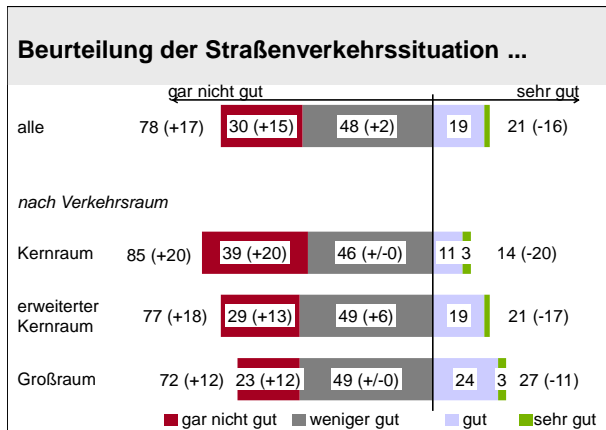 Beurteilung der Straßenverkehrssituation ...
gar nicht gut sehr gut
alle 78 (+17) 30 (+15) 48 (+2) 19 21 (-16)
nach Verkehrsraum
Kernraum 85 (+20) 39 (+20) 46 (+/-0) 11 3 14 (-20)
erweiterter
Kernraum 77 (+18) 29 (+13) 49 (+6) 19 21 (-17)
Großraum 72 (+12) 23 (+12) 49 (+/-0) 24 3 27 (-11)
gar nicht gut weniger gut gut sehr gut